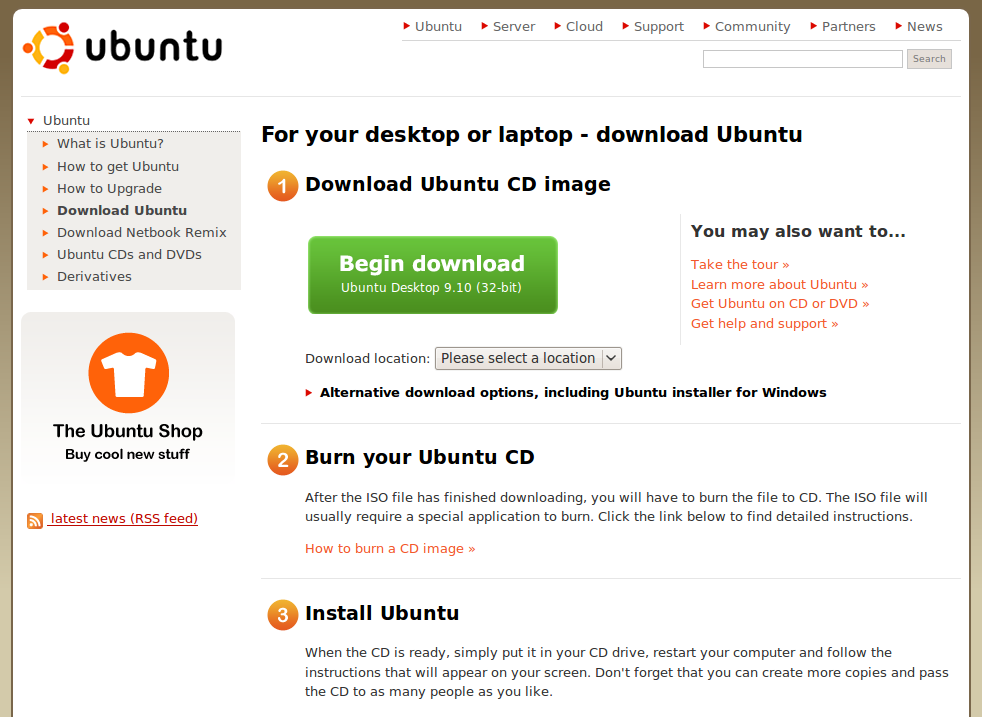 ubuntu
Ubuntu Server Cloud Support Community Partners News
Search
Ubuntu
What is Ubuntu?
How to get Ubuntu
How to Upgrade
Download Ubuntu
Download Netbook Remix
Ubuntu CDs and DVDs
Derivatives
The Ubuntu Shop
Buy cool new stuff
latest news (RSS feed)
For your desktop or laptop - download Ubuntu
1 Download Ubuntu CD image
Begin download
Ubuntu Desktop 9.10 (32-bit)
You may also want to...
Take the tour »
Learn more about Ubuntu »
Get Ubuntu on CD or DVD »
Get help and support »
Download location: Please select a location
Alternative download options, including Ubuntu installer for Windows
2 Burn your Ubuntu CD
After the ISO file has finished downloading, you will have to burn the file to CD. The ISO file will
usually require a special application to burn. Click the link below to find detailed instructions.
How to burn a CD image »
3 Install Ubuntu
When the CD is ready, simply put it in your CD drive, restart your computer and follow the
instructions that will appear on your screen. Don't forget that you can create more copies and pass
the CD to as many people as you like.